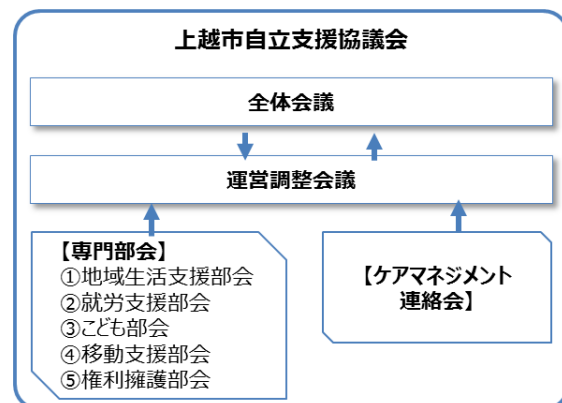 上越市自立支援協議会
全体会議
運営調整会議
【専門部会】
①地域生活支援部会
②就労支援部会
③こども部会
④移動支援部会
⑤権利擁護部会
【ケアマネジメント
連絡会】